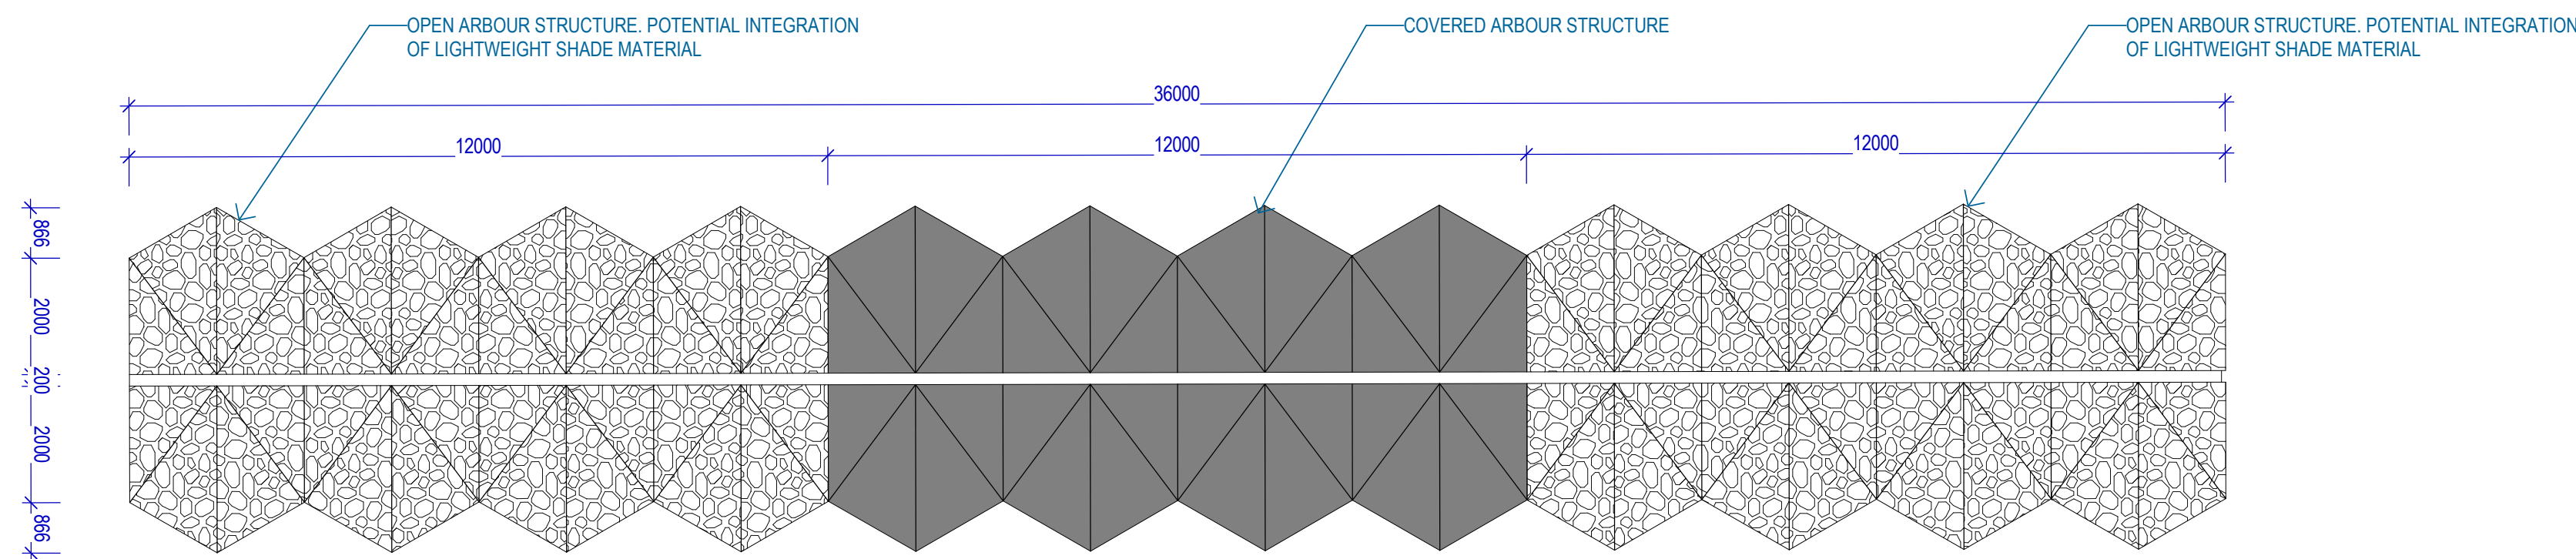 OPEN ARBOUR STRUCTURE. POTENTIAL INTEGRATION
OF LIGHTWEIGHT SHADE MATERIAL
COVERED ARBOUR STRUCTURE
OPEN ARBOUR STRUCTURE. POTENTIAL INTEGRATION
OF LIGHTWEIGHT SHADE MATERIAL
36000
12000
12000
12000
866
2000
200
2000
866